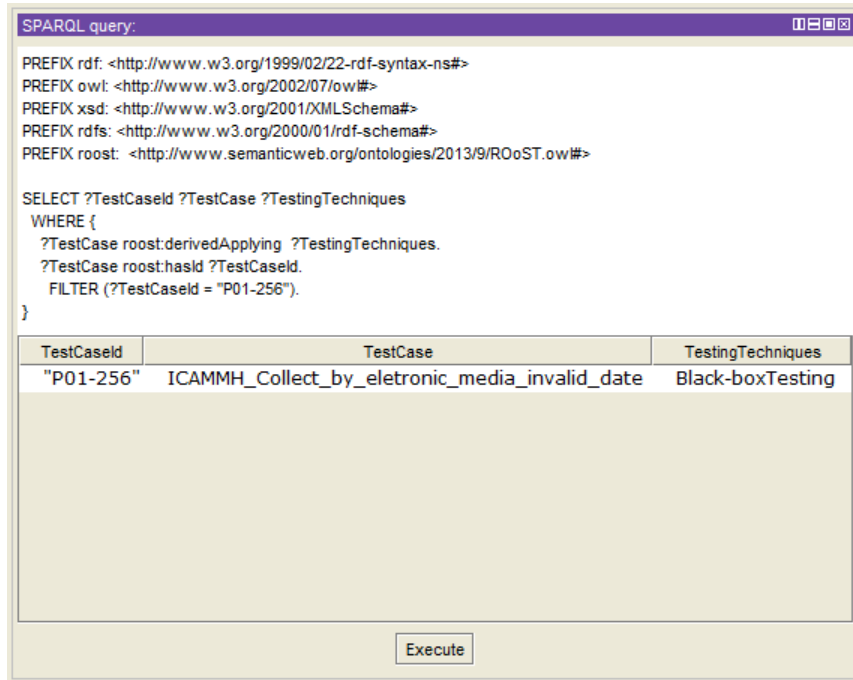 SPARQL query:
PREFIX rdf: <http://www.w3.org/1999/02/22-rdf-syntax-ns#>
PREFIX owl: <http://www.w3.org/2002/07/owl#>
PREFIX xsd: <http://www.w3.org/2001/XMLSchema#>
PREFIX rdfs: <http://www.w3.org/2000/01/rdf-schema#>
PREFIX roost: <http://www.semanticweb.org/ontologies/2013/9/ROoST.owl#>
SELECT ?TestCaseId ?TestCase ?TestingTechniques
WHERE {
?TestCase roost:derivedApplying ?TestingTechniques.
?TestCase roost:hasId ?TestCaseId.
FILTER (?TestCaseId = "P01-256").
}
TestCaseId TestCase TestingTechniques
"P01-256" ICAMMH_Collect_by_eletronic_media_invalid_date Black-boxTesting
Execute